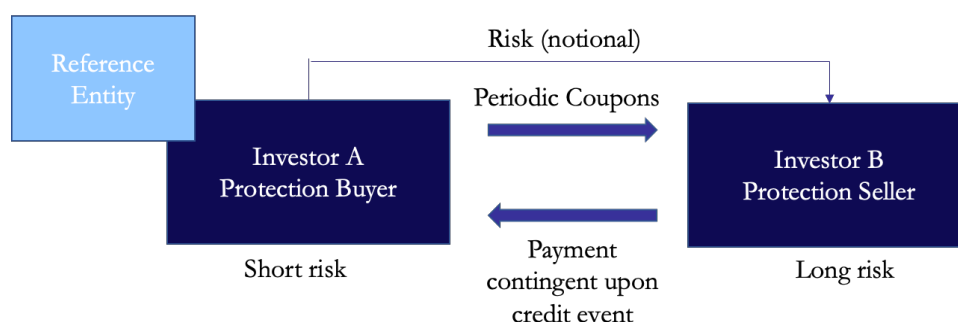 Reference
Entity
Risk (notional)
Periodic Coupons
Investor A
Protection Buyer
Investor B
Protection Seller
Short risk
Payment
contingent upon
credit event
Long risk